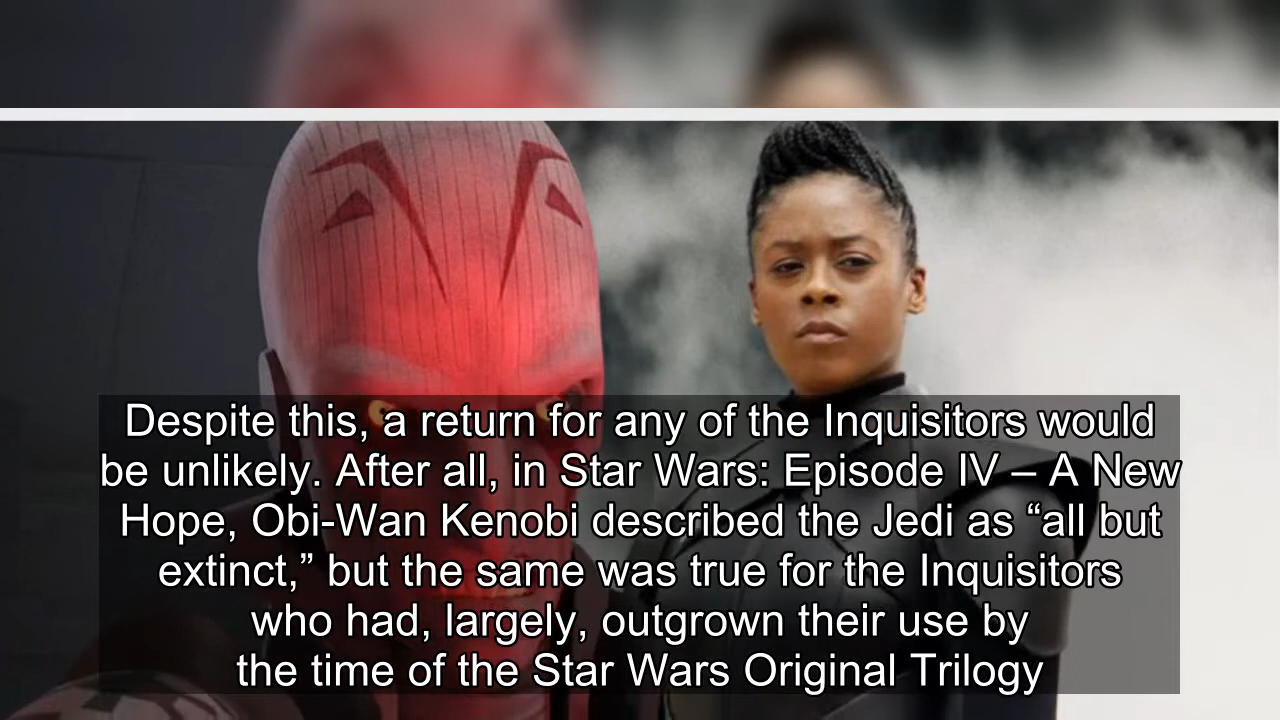 Despite this, a return for any of the Inquisitors would
be unlikely. After all, in Star Wars: Episode IV – A New
Hope, Obi-Wan Kenobi described the Jedi as “all but
extinct,” but the same was true for the Inquisitors
who had, largely, outgrown their use by
the time of the Star Wars Original Trilogy